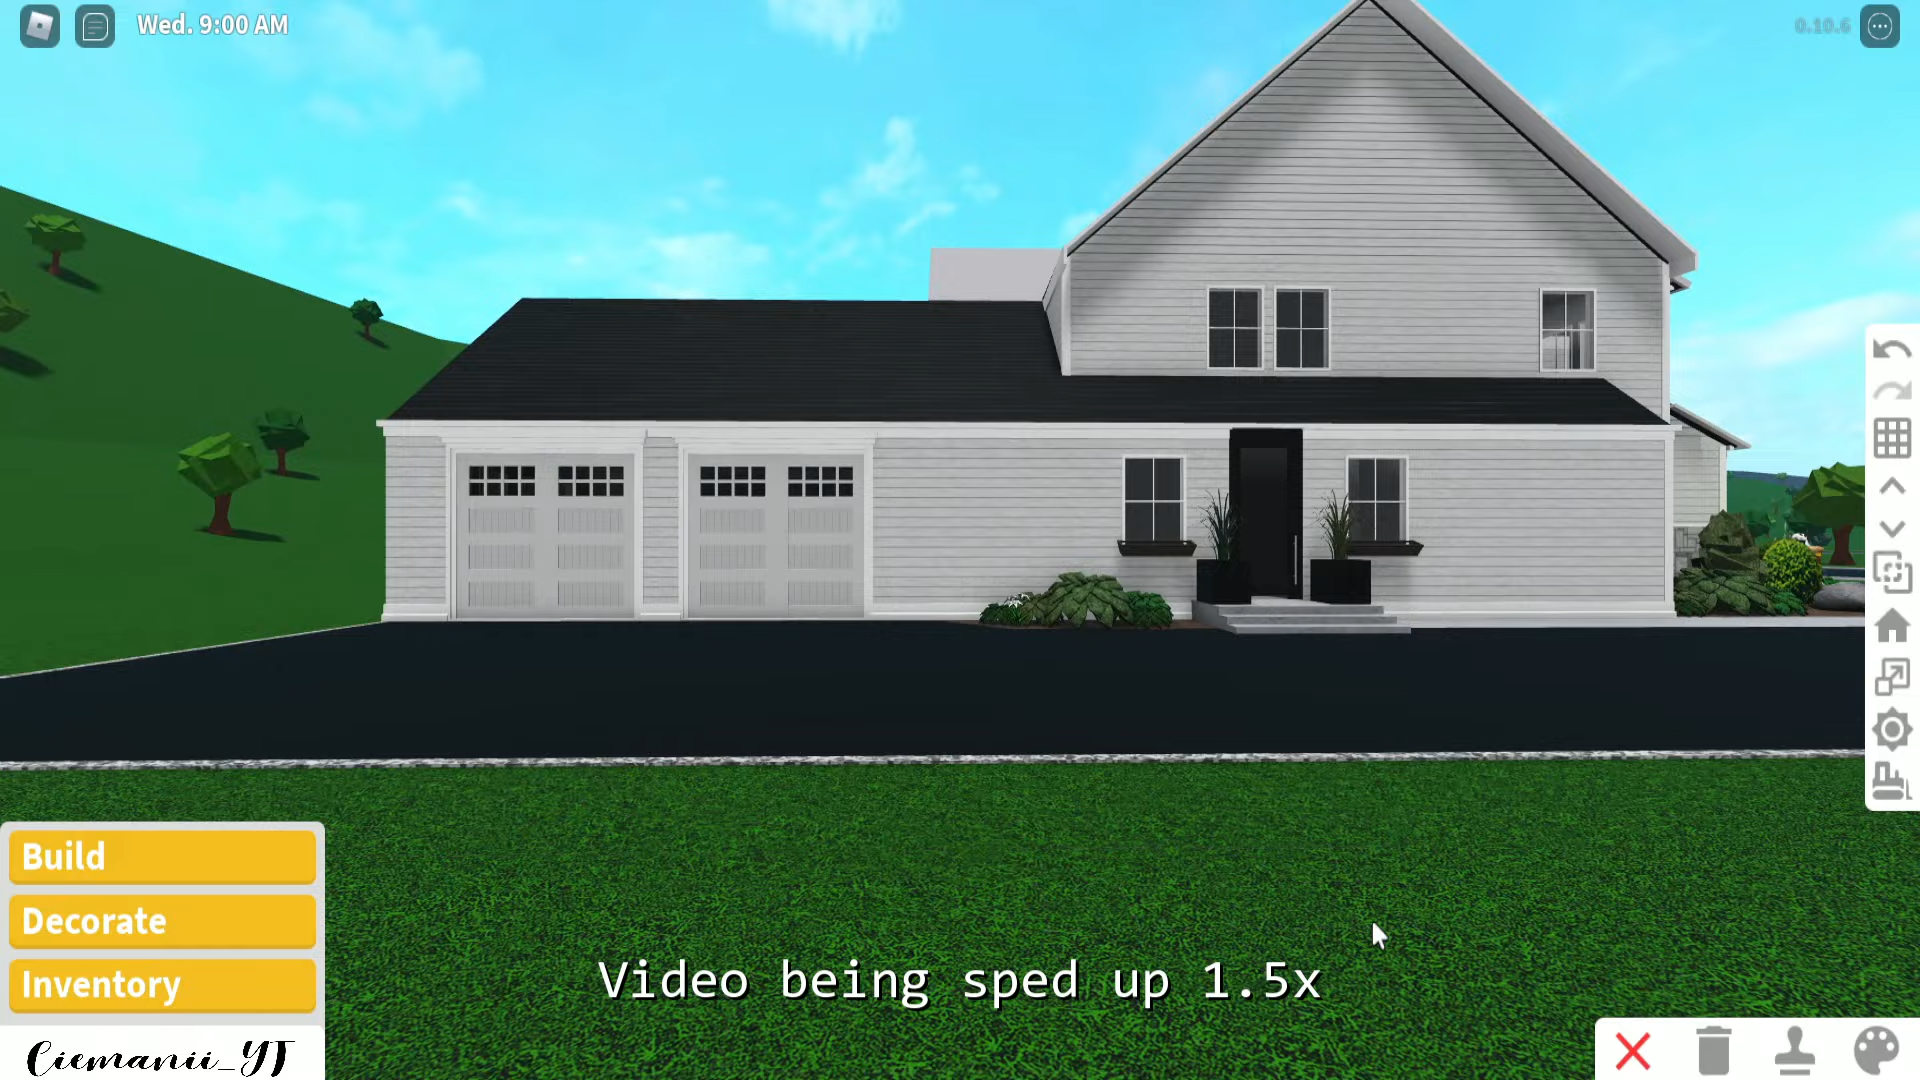 Wed. 9:00 AM
0.10.6
Build
Decorate
Inventory
Video being sped up 1.5x
Ciemanii_YT